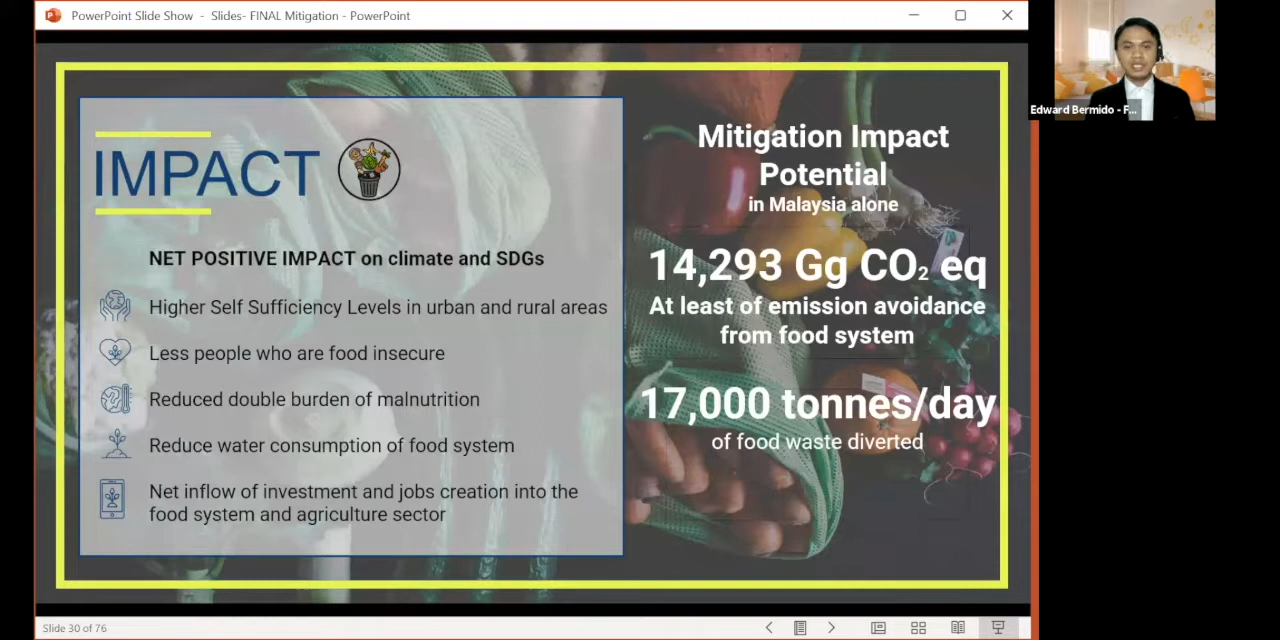 PowerPoint Slide Show - Slides- FINAL Mitigation - PowerPoint
Edward Bermido - F...
IMPACT
NET POSITIVE IMPACT on climate and SDGs
Higher Self Sufficiency Levels in urban and rural areas
Less people who are food insecure
Reduced double burden of malnutrition
Reduce water consumption of food system
Net inflow of investment and jobs creation into the
food system and agriculture sector
Mitigation Impact
Potential
in Malaysia alone
14,293 Gg CO₂ eq
At least of emission avoidance
from food system
17,000 tonnes/day
of food waste diverted
Slide 30 of 76